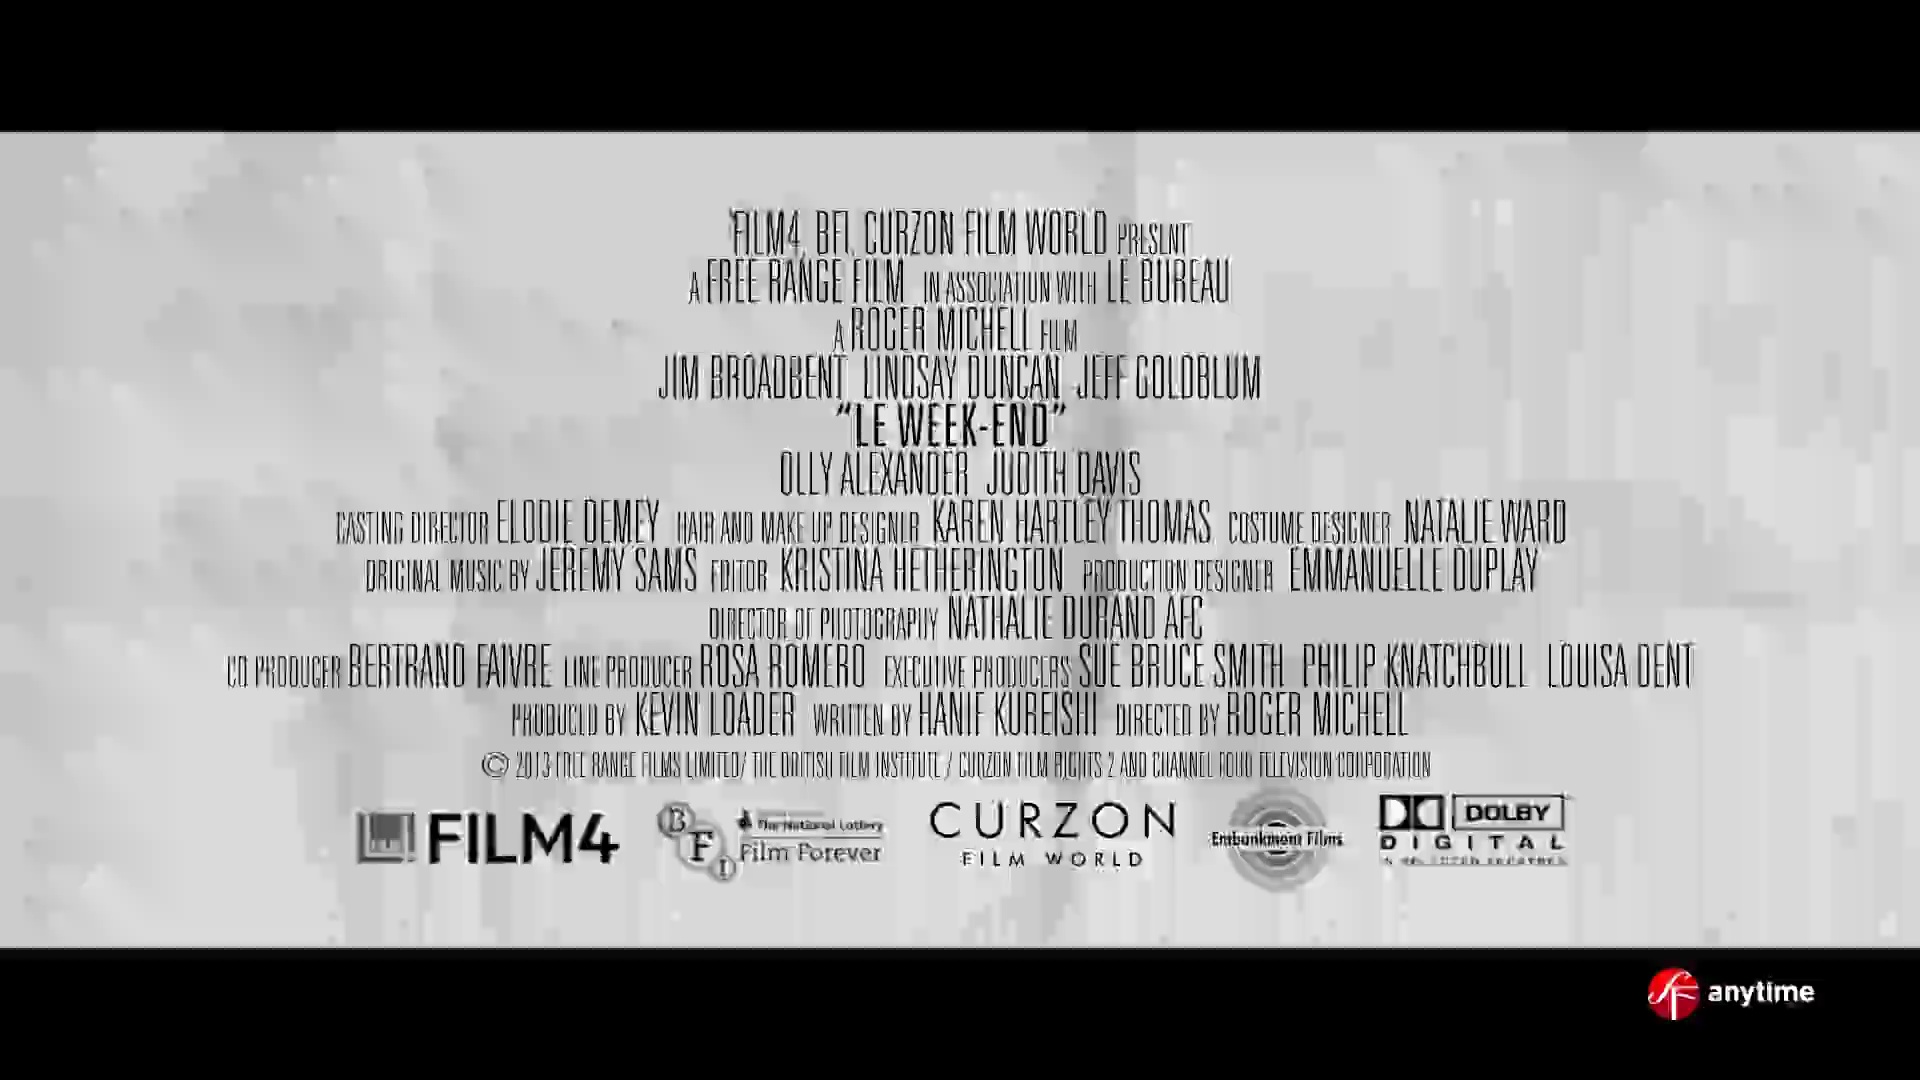 FILM4, BFI, CURZON FILM WORLD PRESENT
A FREE RANGE FILM IN ASSOCIATION WITH LE BUREAU
A ROGER MICHELL FILM
JIM BROADBENT LINDSAY DUNCAN JEFF GOLDBLUM
"LE WEEK-END"
OLLY ALEXANDER JUDITH DAVIS
CASTING DIRECTOR ELODIE DEMEY HAIR AND MAKE UP DESIGNER KAREN HARTLEY THOMAS COSTUME DESIGNER NATALIE WARD
ORIGINAL MUSIC BY JEREMY SAMS EDITOR KRISTINA HETHERINGTON PRODUCTION DESIGNER EMMANUELLE DUPLAY
DIRECTOR OF PHOTOGRAPHY NATHALIE DURAND AFC
CO PRODUCER BERTRAND FAIVRE LINE PRODUCER ROSA ROMERO EXECUTIVE PRODUCERS SUE BRUCE SMITH PHILIP KNATCHBULL LOUISA DENT
PRODUCED BY KEVIN LOADER WRITTEN BY HANIF KUREISHI DIRECTED BY ROGER MICHELL
© 2013 FREE RANGE FILMS LIMITED/ THE BRITISH FILM INSTITUTE / CURZON FILM RIGHTS 2 AND CHANNEL FOUR TELEVISION CORPORATION
FILM4
BFI
The National Lottery
Film Forever
CURZON
FILM WORLD
Embankment Films
DOLBY
DIGITAL
IN SELECTED THEATRES
SF anytime